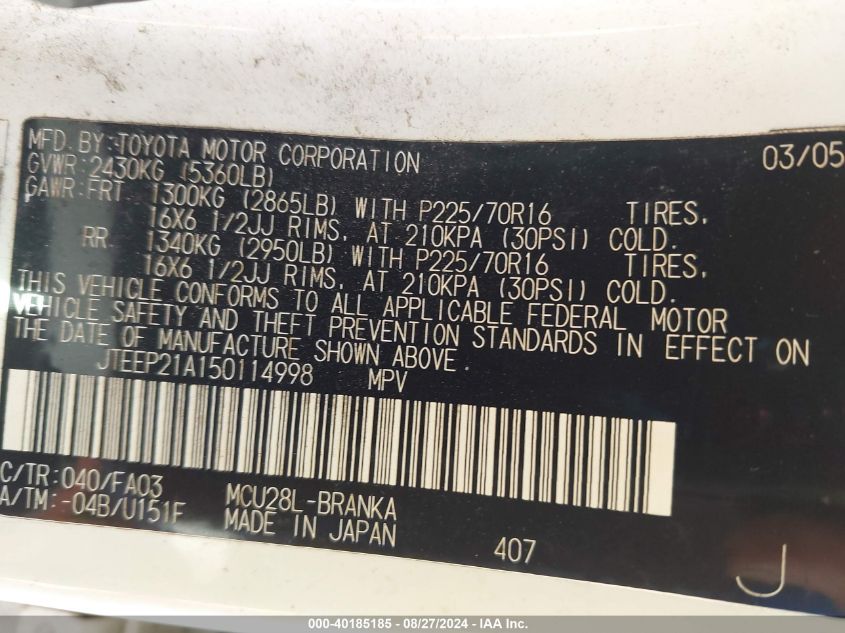 MFD. BY: TOYOTA MOTOR CORPORATION 03/05
GVWR: 2430KG (5360LB)
GAWR: FRT 1300KG (2865LB) WITH P225/70R16 TIRES,
16X6 1/2JJ RIMS, AT 210KPA (30PSI) COLD.
RR. 1340KG (2950LB) WITH P225/70R16 TIRES,
16X6 1/2JJ RIMS, AT 210KPA (30PSI) COLD.
THIS VEHICLE CONFORMS TO ALL APPLICABLE FEDERAL MOTOR
VEHICLE SAFETY AND THEFT PREVENTION STANDARDS IN EFFECT ON
THE DATE OF MANUFACTURE SHOWN ABOVE.
JTEEP21A150114998 MPV
C/TR: 040/FA03 MCU28L-BRANKA
A/TM: -04B/U151F MADE IN JAPAN 407
J
000-40185185 - 08/27/2024 - IAA Inc.